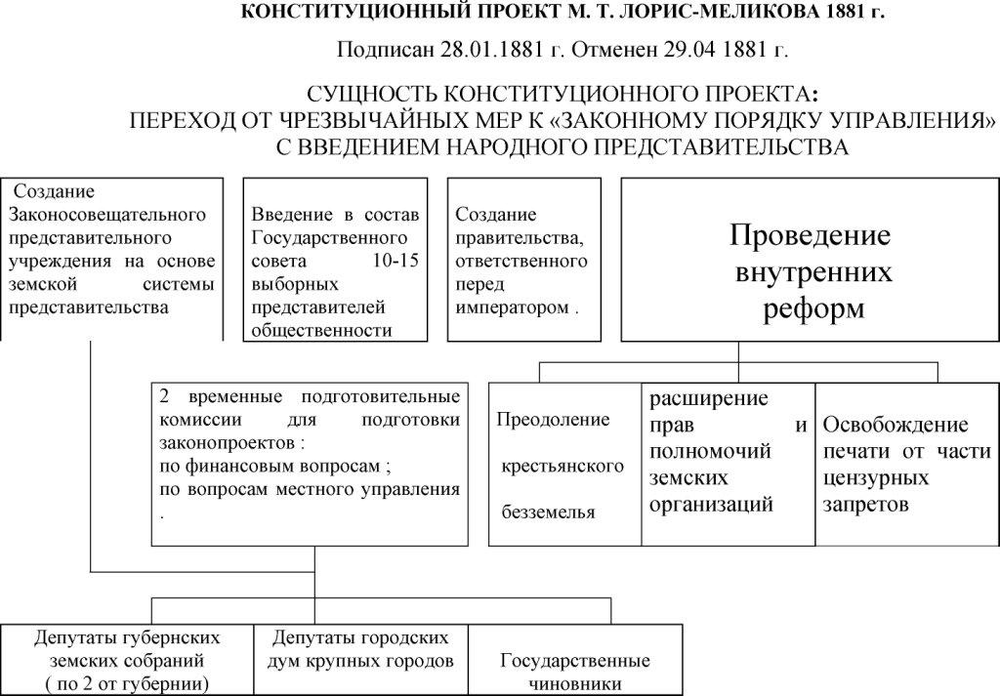 КОНСТИТУЦИОННЫЙ ПРОЕКТ М. Т. ЛОРИС-МЕЛИКОВА 1881 г.
Подписан 28.01.1881 г. Отменен 29.04 1881 г.
СУЩНОСТЬ КОНСТИТУЦИОННОГО ПРОЕКТА:
ПЕРЕХОД ОТ ЧРЕЗВЫЧАЙНЫХ МЕР К «ЗАКОННОМУ ПОРЯДКУ УПРАВЛЕНИЯ»
С ВВЕДЕНИЕМ НАРОДНОГО ПРЕДСТАВИТЕЛЬСТВА
Создание
Законосовещательного
представительного
учреждения на основе
земской системы
представительства
Введение в состав
Государственного
совета 10-15
выборных
представителей
общественности
Создание
правительства,
ответственного
перед
императором .
Проведение
внутренних
реформ
2 временные подготовительные
комиссии для подготовки
законопроектов :
по финансовым вопросам ;
по вопросам местного управления
.
Преодоление
крестьянского
безземелья
расширение
прав и
полномочий
земских
организаций
Освобождение
печати от части
цензурных
запретов
Депутаты губернских
земских собраний
( по 2 от губернии)
Депутаты городских
дум крупных городов
Государственные
чиновники